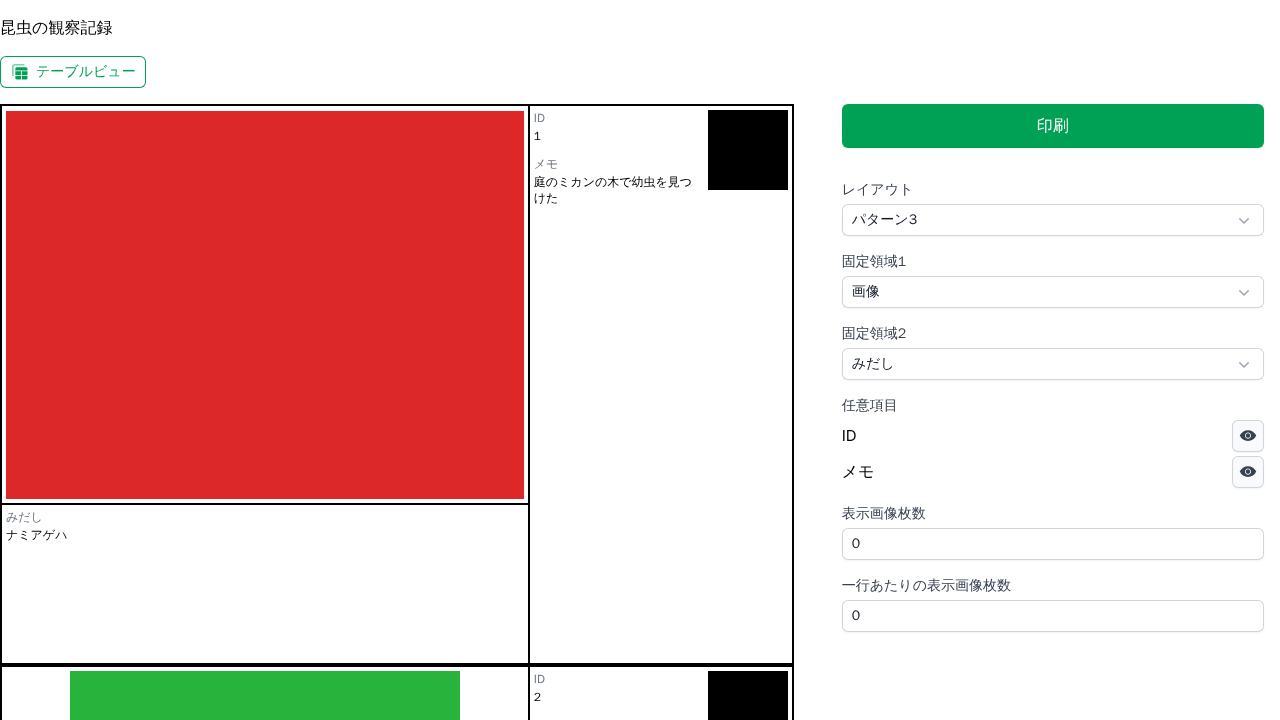 昆虫の観察記録
テーブルビュー
ID
1
メモ
庭のミカンの木で幼虫を見つ
けた
みだし
ナミアゲハ
ID
2
印刷
レイアウト
パターン3
固定領域1
画像
固定領域2
みだし
任意項目
ID
メモ
表示画像枚数
0
一行あたりの表示画像枚数
0